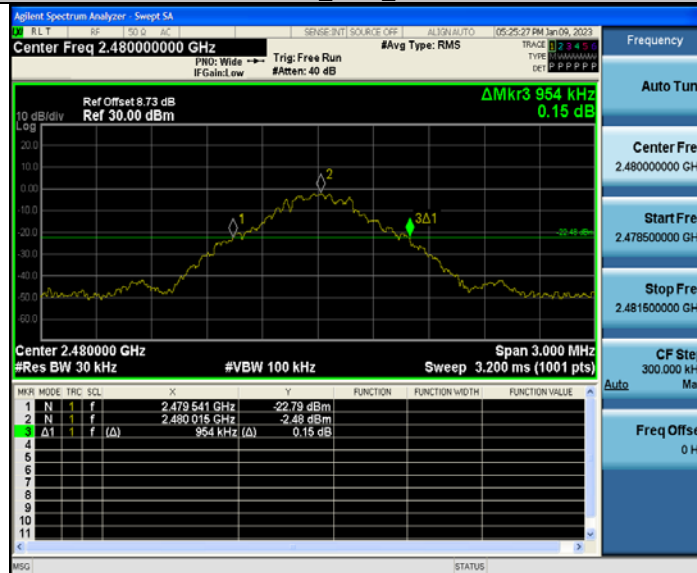 Agilent Spectrum Analyzer - Swept SA
RLT RF 50 Ω AC SENSE:INT SOURCE OFF ALIGNAUTO 05:25:27 PM Jan 09, 2023
Center Freq 2.480000000 GHz #Avg Type: RMS TRACE 1 2 3 4 5 6
PNO: Wide Trig: Free Run TYPE M W W W W W
IFGain:Low #Atten: 40 dB DET P P P P P P
ΔMkr3 954 kHz
Ref Offset 8.73 dB
10 dB/div Ref 30.00 dBm 0.15 dB
Log
20.0
10.0
0.00
-10.0
-20.0
-30.0
-40.0
-50.0
-60.0
1
2
3Δ1
-22.48 dBm
Center 2.480000 GHz Span 3.000 MHz
#Res BW 30 kHz #VBW 100 kHz Sweep 3.200 ms (1001 pts)
MKR MODE TRC SCL X Y FUNCTION FUNCTION WIDTH FUNCTION VALUE
1 N 1 f 2.479 541 GHz -22.79 dBm
2 N 1 f 2.480 015 GHz -2.48 dBm
3 Δ1 1 f (Δ) 954 kHz (Δ) 0.15 dB
4
5
6
7
8
9
10
11
MSG STATUS
Frequency
Auto Tun
Center Fre
2.480000000 GH
Start Fre
2.478500000 GH
Stop Fre
2.481500000 GH
CF Ste
300.000 kH
Auto Ma
Freq Offse
0 H